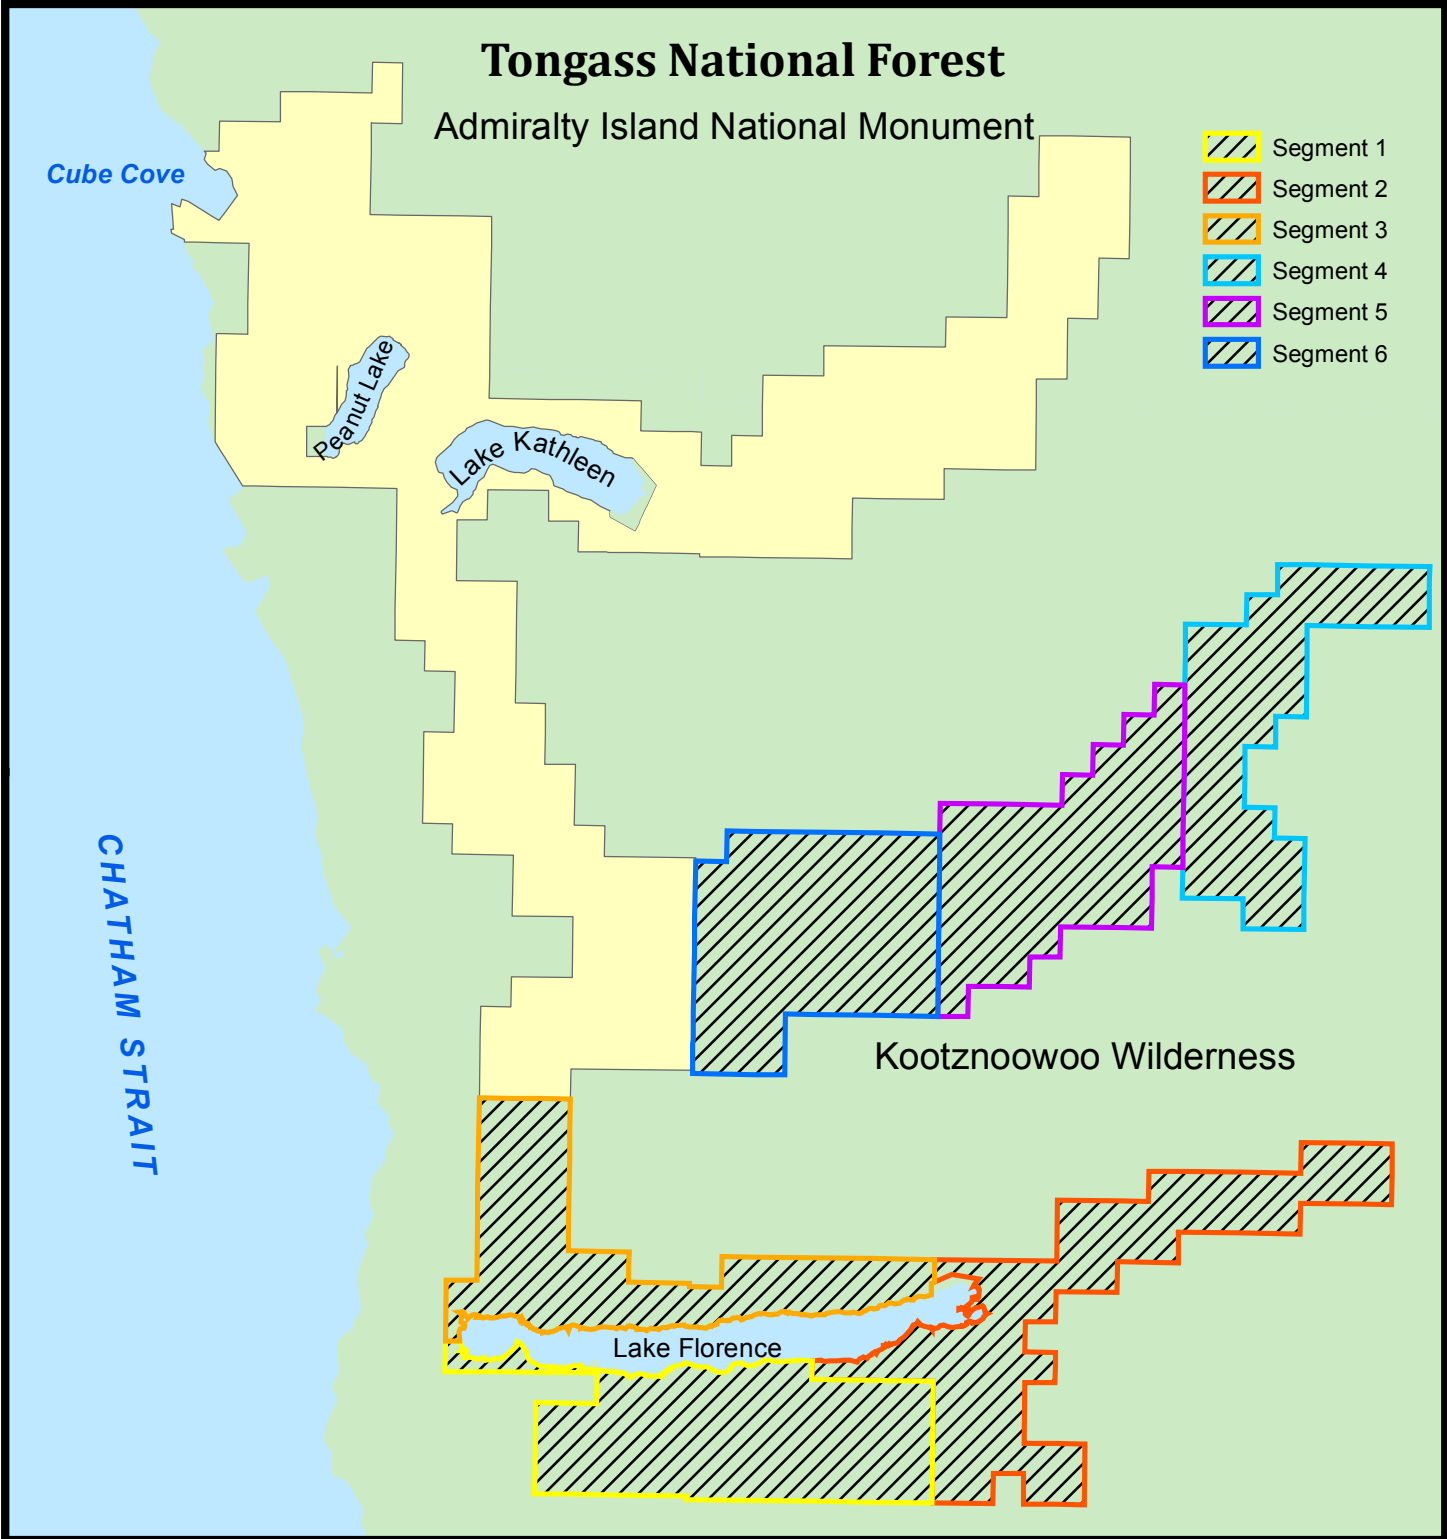 Tongass National Forest
Admiralty Island National Monument
Segment 1
Segment 2
Segment 3
Segment 4
Segment 5
Segment 6
Cube Cove
Peanut Lake
Lake Kathleen
CHATHAM STRAIT
Kootznoowoo Wilderness
Lake Florence